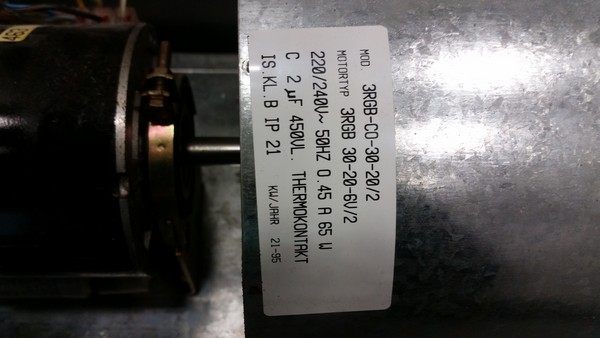 MOD. 3RGB-CO-30-20/2
MOTORTYP 3RGB 30-20-6V/2
220/240V~ 50HZ 0.45 A 65 W
C 2 µF 450VL. THERMOKONTAKT
IS.KL.B IP 21 KW/JAHR 21-95